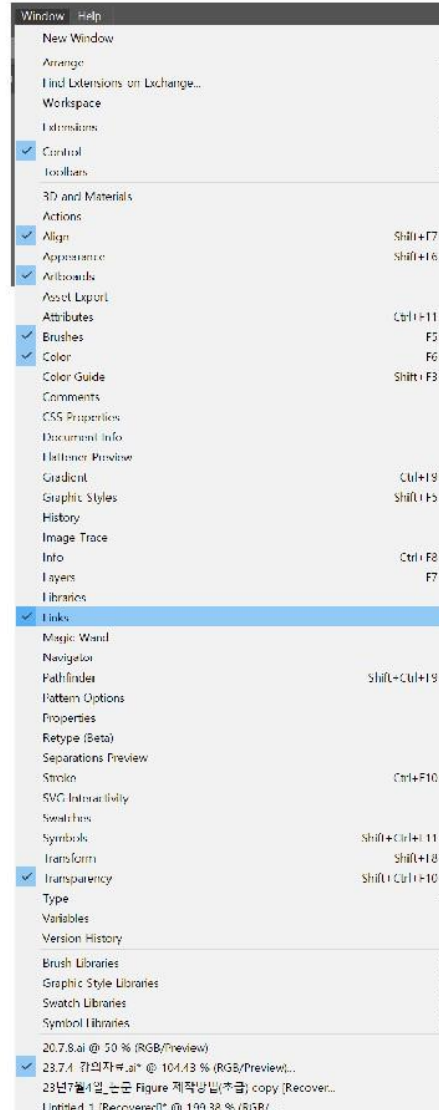 Window Help
New Window
Arrange
Find Extensions on Exchange...
Workspace
Extensions
Control
Toolbars
3D and Materials
Actions
Align Shift+F7
Appearance Shift+F6
Artboards
Asset Export
Attributes Ctrl+F11
Brushes F5
Color F6
Color Guide Shift+F3
Comments
CSS Properties
Document Info
Flattener Preview
Gradient Ctrl+F9
Graphic Styles Shift+F5
History
Image Trace
Info Ctrl+F8
Layers F7
Libraries
Links
Magic Wand
Navigator
Pathfinder Shift+Ctrl+F9
Pattern Options
Properties
Retype (Beta)
Separations Preview
Stroke Ctrl+F10
SVG Interactivity
Swatches
Symbols Shift+Ctrl+F11
Transform Shift+F8
Transparency Shift+Ctrl+F10
Type
Variables
Version History
Brush Libraries
Graphic Style Libraries
Swatch Libraries
Symbol Libraries
20.7.8.ai @ 50 % (RGB/Preview)
23.7.4 강의자료.ai* @ 104.43 % (RGB/Preview)...
23년7월4일_논문 Figure 제작방법(초급) copy [Recover...
Untitled-1 [Recovered]* @ 199.38 % (RGB/